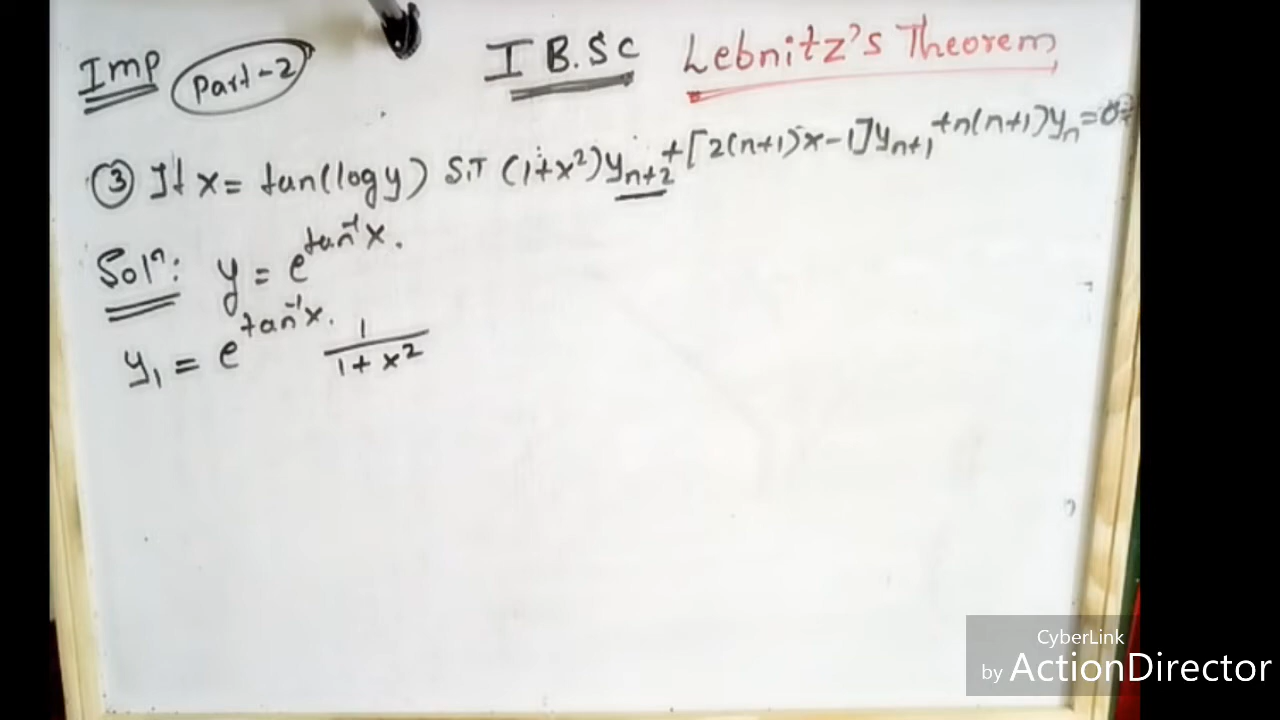 Imp Part-2 I B.Sc Lebnitz's Theorem
③ If x = tan(logy) S.T (1+x²)yₙ₊₂ + [2(n+1)x-1]yₙ₊₁ + n(n+1)yₙ = 0
Solⁿ: y = e^tan⁻¹x.
y₁ = e^tan⁻¹x. 1/(1+x²)
CyberLink
by ActionDirector